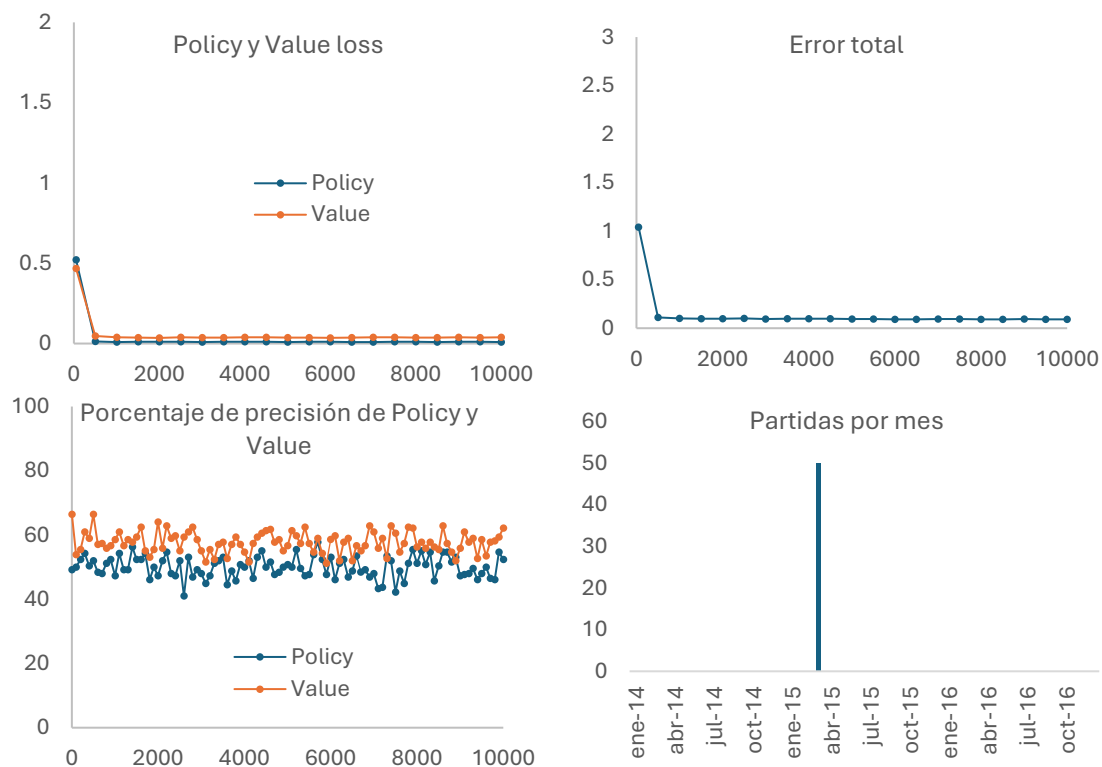 Policy y Value loss
2
1.5
1
0.5
0
Policy
Value
0 2000 4000 6000 8000 10000
Error total
3
2.5
2
1.5
1
0.5
0
0 2000 4000 6000 8000 10000
Porcentaje de precisión de Policy y
Value
100
80
60
40
20
0
Policy
Value
0 2000 4000 6000 8000 10000
Partidas por mes
60
50
40
30
20
10
0
ene-14
abr-14
jul-14
oct-14
ene-15
abr-15
jul-15
oct-15
ene-16
abr-16
jul-16
oct-16